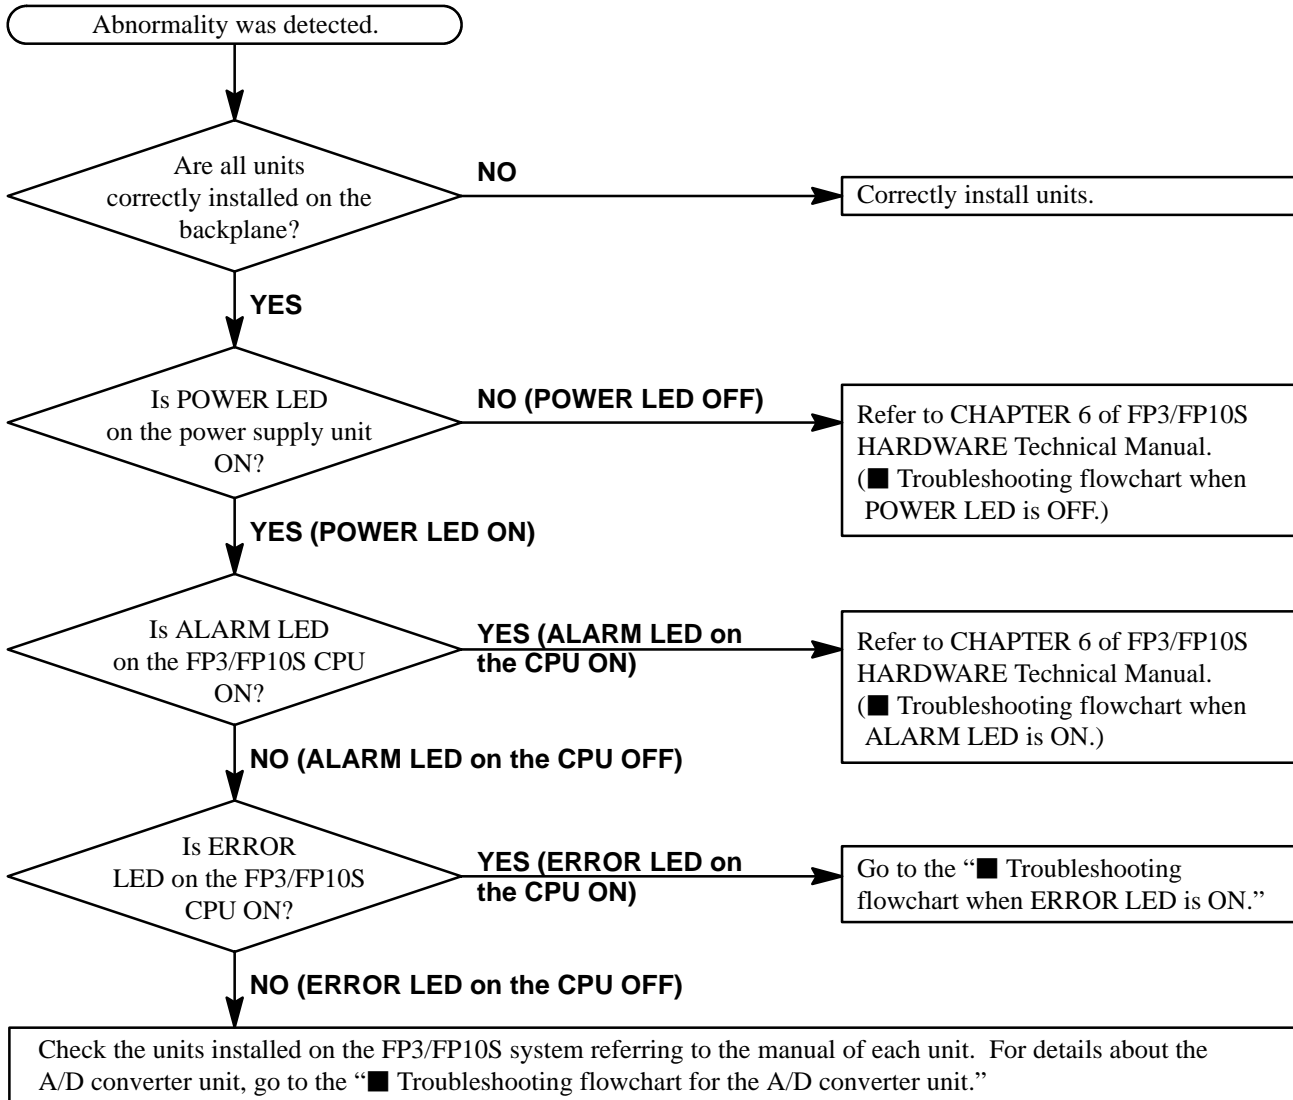 Abnormality was detected.
Are all units
correctly installed on the
backplane?
NO
Correctly install units.
YES
Is POWER LED
on the power supply unit
ON?
NO (POWER LED OFF)
Refer to CHAPTER 6 of FP3/FP10S
HARDWARE Technical Manual.
(■ Troubleshooting flowchart when
POWER LED is OFF.)
YES (POWER LED ON)
Is ALARM LED
on the FP3/FP10S CPU
ON?
YES (ALARM LED on
the CPU ON)
Refer to CHAPTER 6 of FP3/FP10S
HARDWARE Technical Manual.
(■ Troubleshooting flowchart when
ALARM LED is ON.)
NO (ALARM LED on the CPU OFF)
Is ERROR
LED on the FP3/FP10S
CPU ON?
YES (ERROR LED on
the CPU ON)
Go to the “■ Troubleshooting
flowchart when ERROR LED is ON.”
NO (ERROR LED on the CPU OFF)
Check the units installed on the FP3/FP10S system referring to the manual of each unit.  For details about the
A/D converter unit, go to the “■ Troubleshooting flowchart for the A/D converter unit.”